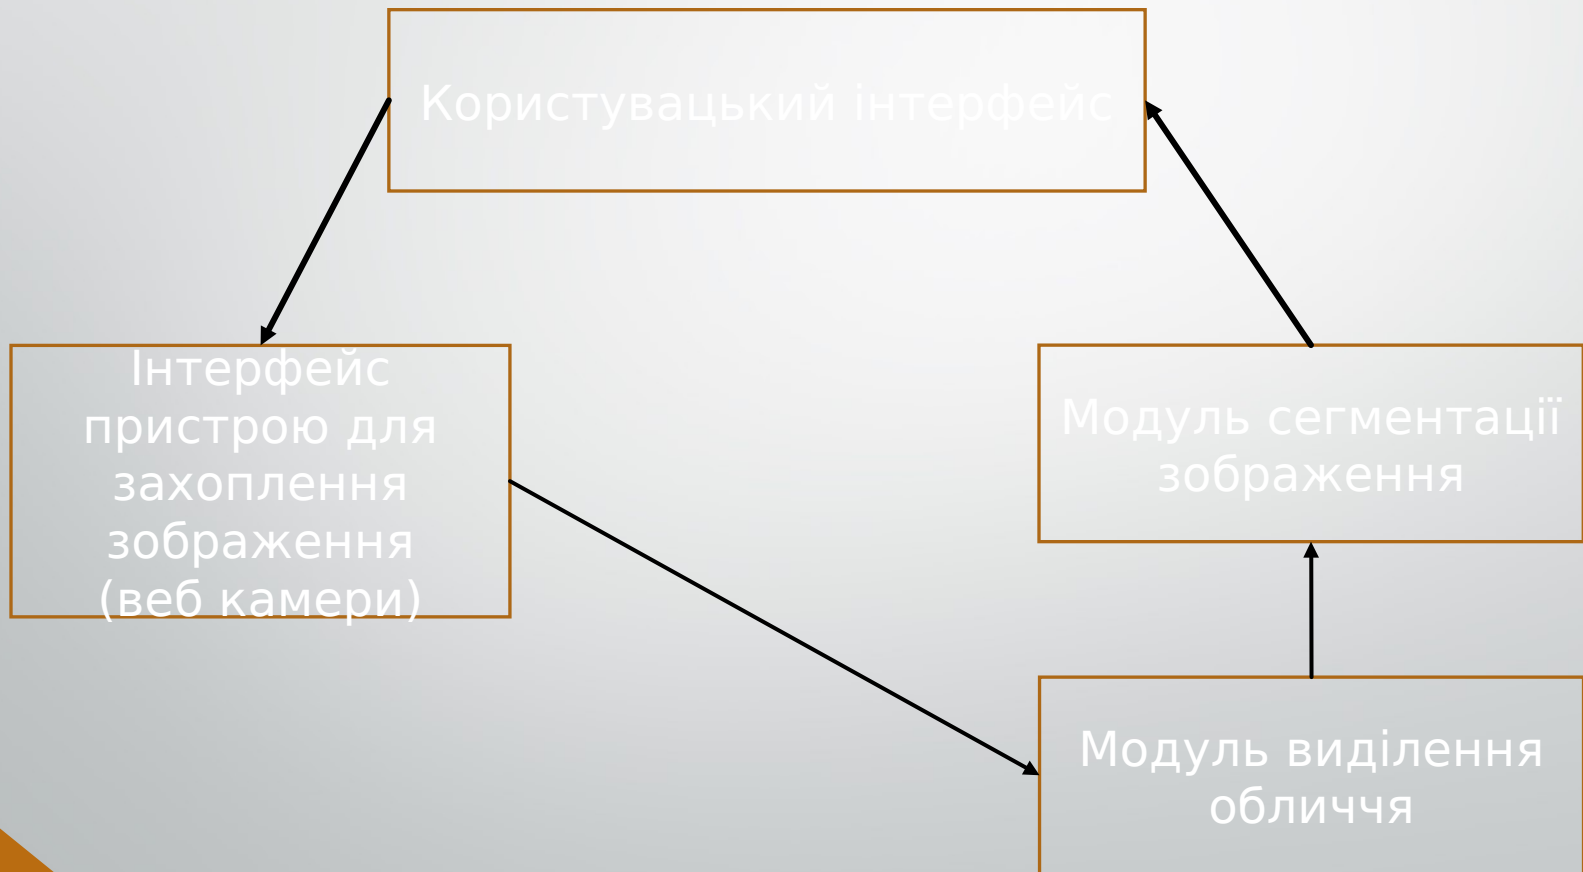 Користувацький інтерфейс
Інтерфейс
пристрою для
захоплення
зображення
(веб камери)
Модуль сегментації
зображення
Модуль виділення
обличчя